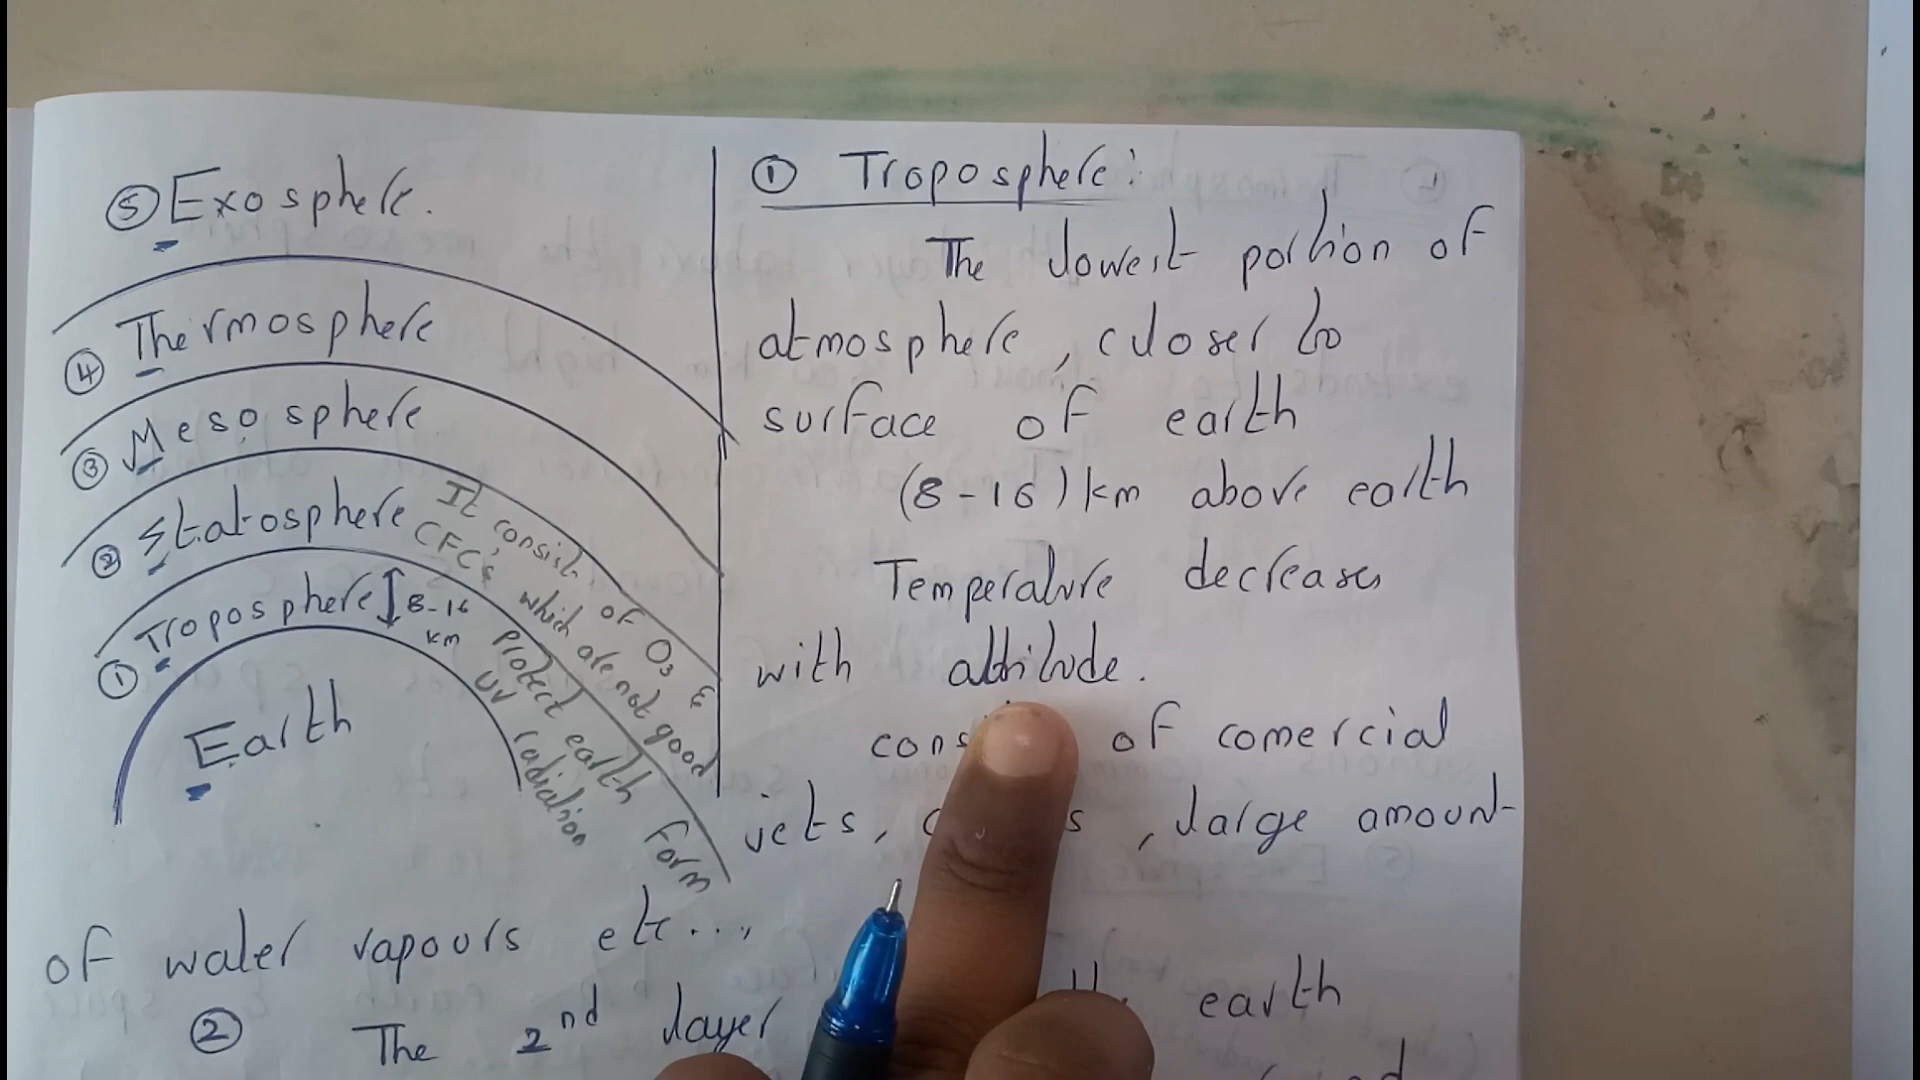 ⑤ Exosphere.
④ Thermosphere
③ Mesosphere
② Statosphere
① Troposphere 8-16
km
Earth
It consist of O3 &
CFC's which are not good
Protect earth form
UV radiation
① Troposphere:
The lowest portion of
atmosphere, closer to
surface of earth
(8-16) km above earth
Temperature decreases
with altitude.
of comercial
jets, , large amount
of water vapours etc...,
② The 2nd layer earth